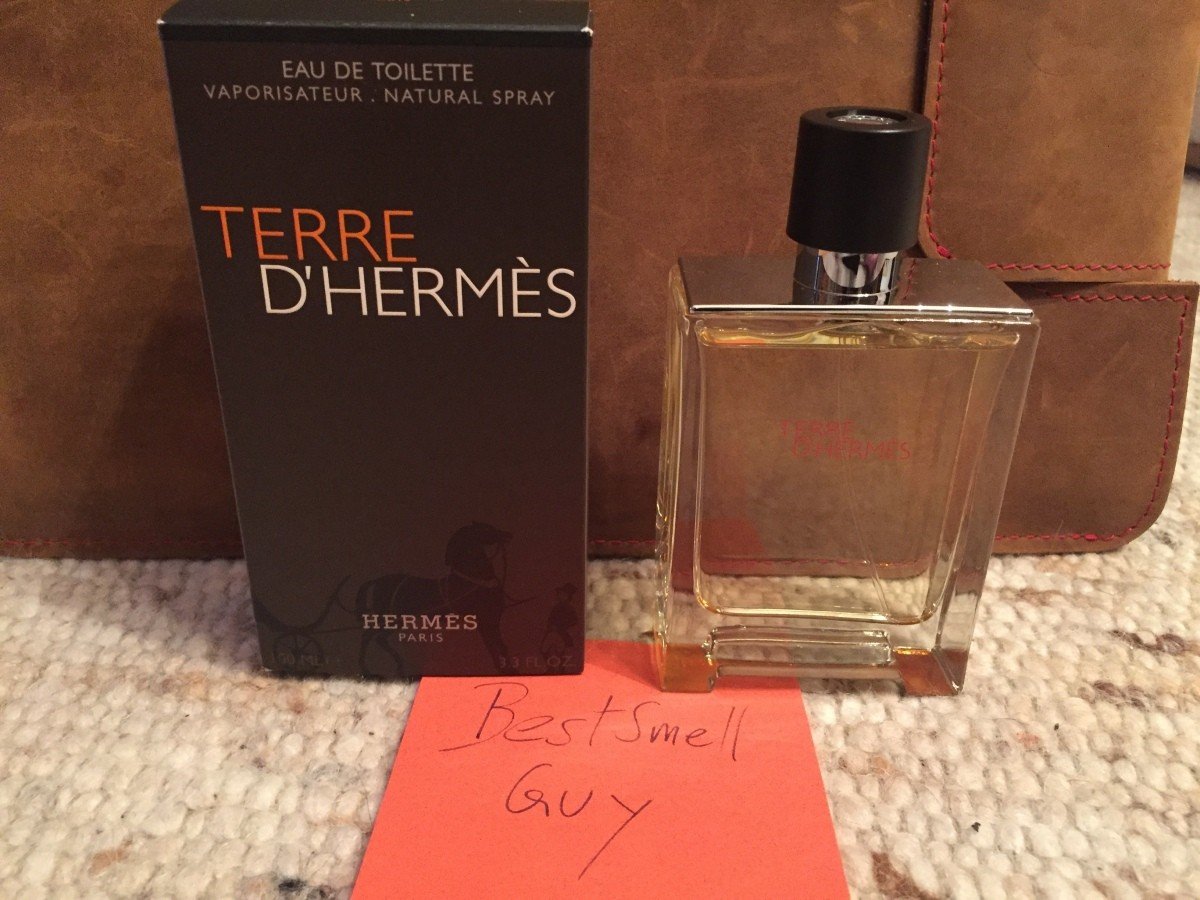 EAU DE TOILETTE
VAPORISATEUR . NATURAL SPRAY
TERRE
D'HERMÈS
HERMÈS
PARIS
3.3 FL.OZ.
TERRE
D'HERMÈS
BestSmell
Guy